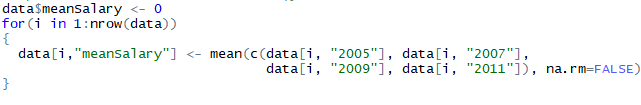 data$meanSalary <- 0
for(i in 1:nrow(data))
{
  data[i,"meanSalary"] <- mean(c(data[i, "2005"], data[i, "2007"],
                                 data[i, "2009"], data[i, "2011"]), na.rm=FALSE)
}